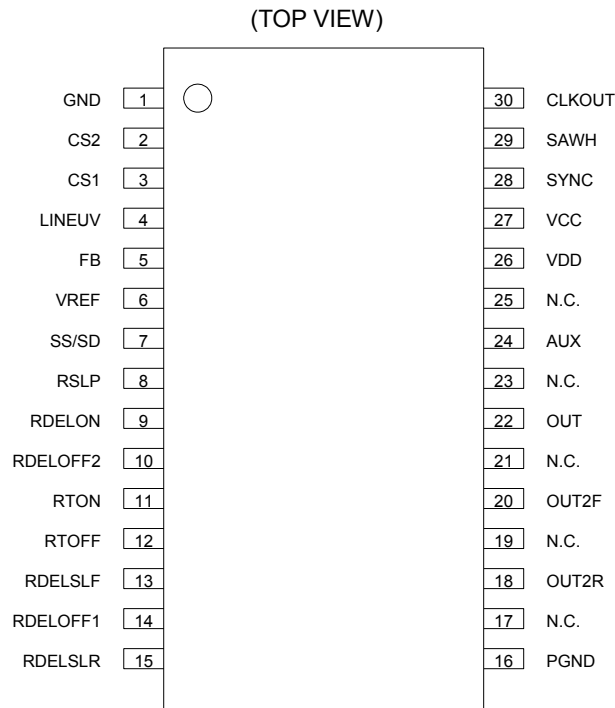 (TOP VIEW)
GND 1 30 CLKOUT
CS2 2 29 SAWH
CS1 3 28 SYNC
LINEUV 4 27 VCC
FB 5 26 VDD
VREF 6 25 N.C.
SS/SD 7 24 AUX
RSLP 8 23 N.C.
RDELON 9 22 OUT
RDELOFF2 10 21 N.C.
RTON 11 20 OUT2F
RTOFF 12 19 N.C.
RDELSLF 13 18 OUT2R
RDELOFF1 14 17 N.C.
RDELSLR 15 16 PGND